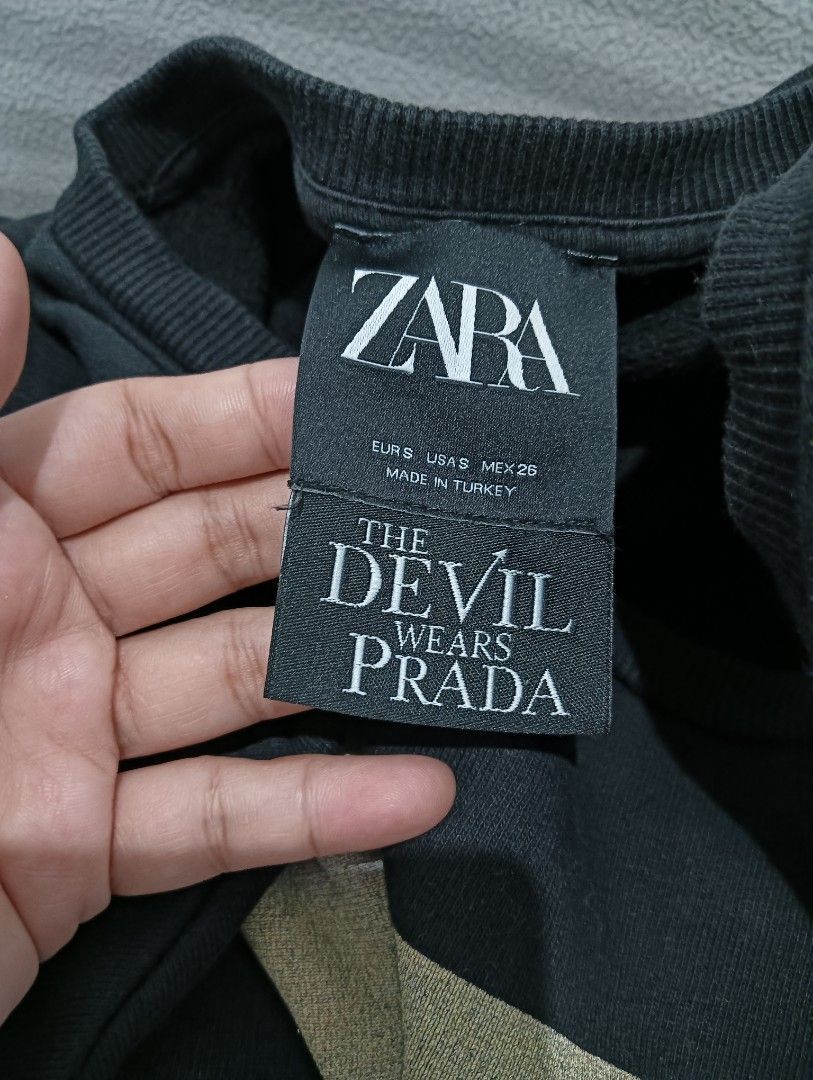 ZARA
EUR S USA S MEX 26
MADE IN TURKEY
THE
DEVIL
WEARS
PRADA